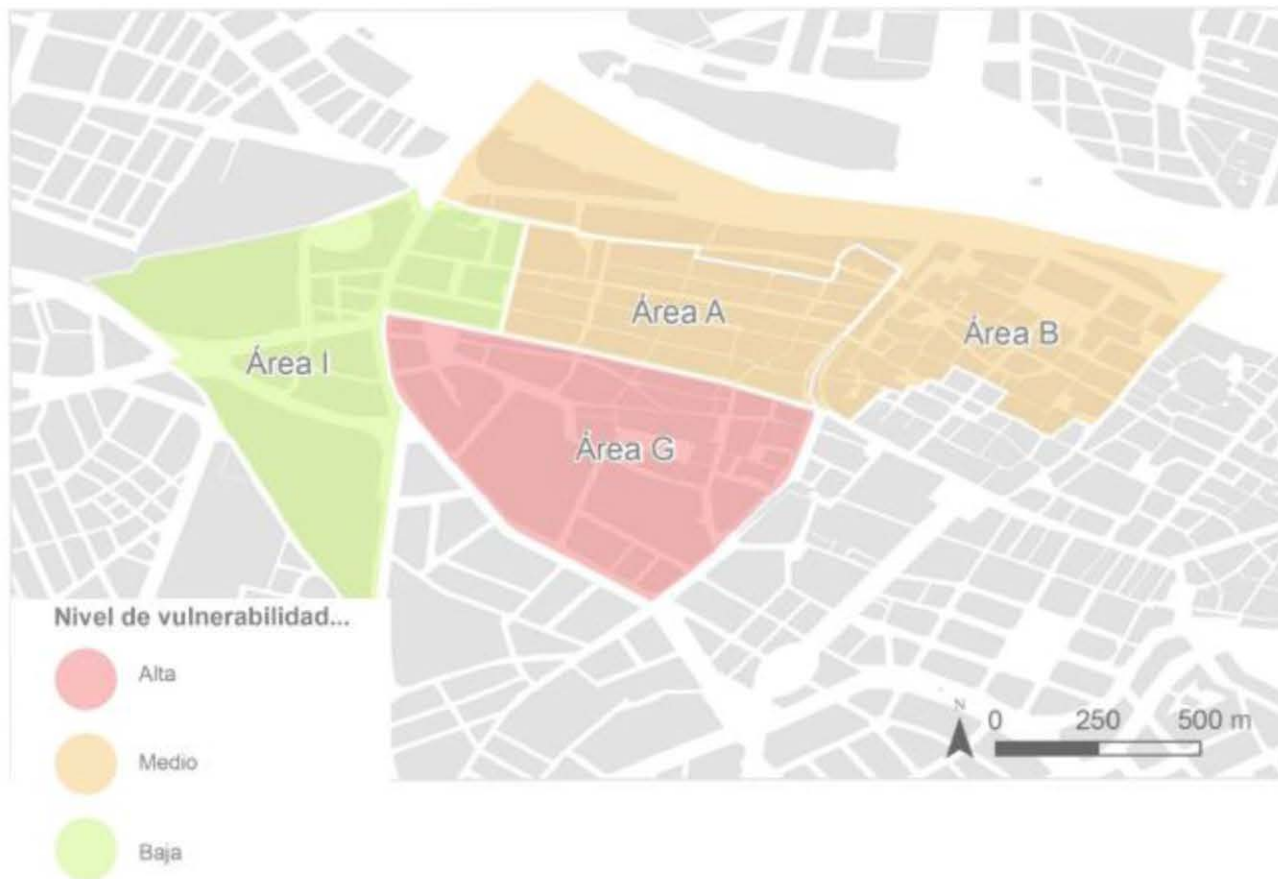 Área A
Área B
Área I
Área G
Nivel de vulnerabilidad...
Alta
Medio
Baja
N
0 250 500 m